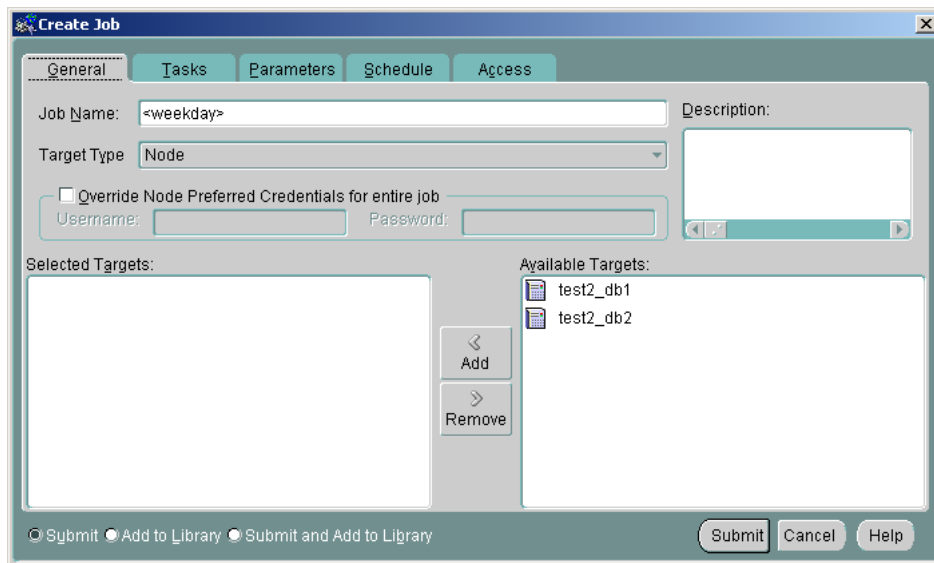 Create Job
General Tasks Parameters Schedule Access
Job Name: <weekday>
Description:
Target Type Node
Override Node Preferred Credentials for entire job
Username: Password:
Selected Targets:
Available Targets:
test2_db1
test2_db2
Add
Remove
Submit Add to Library Submit and Add to Library
Submit Cancel Help